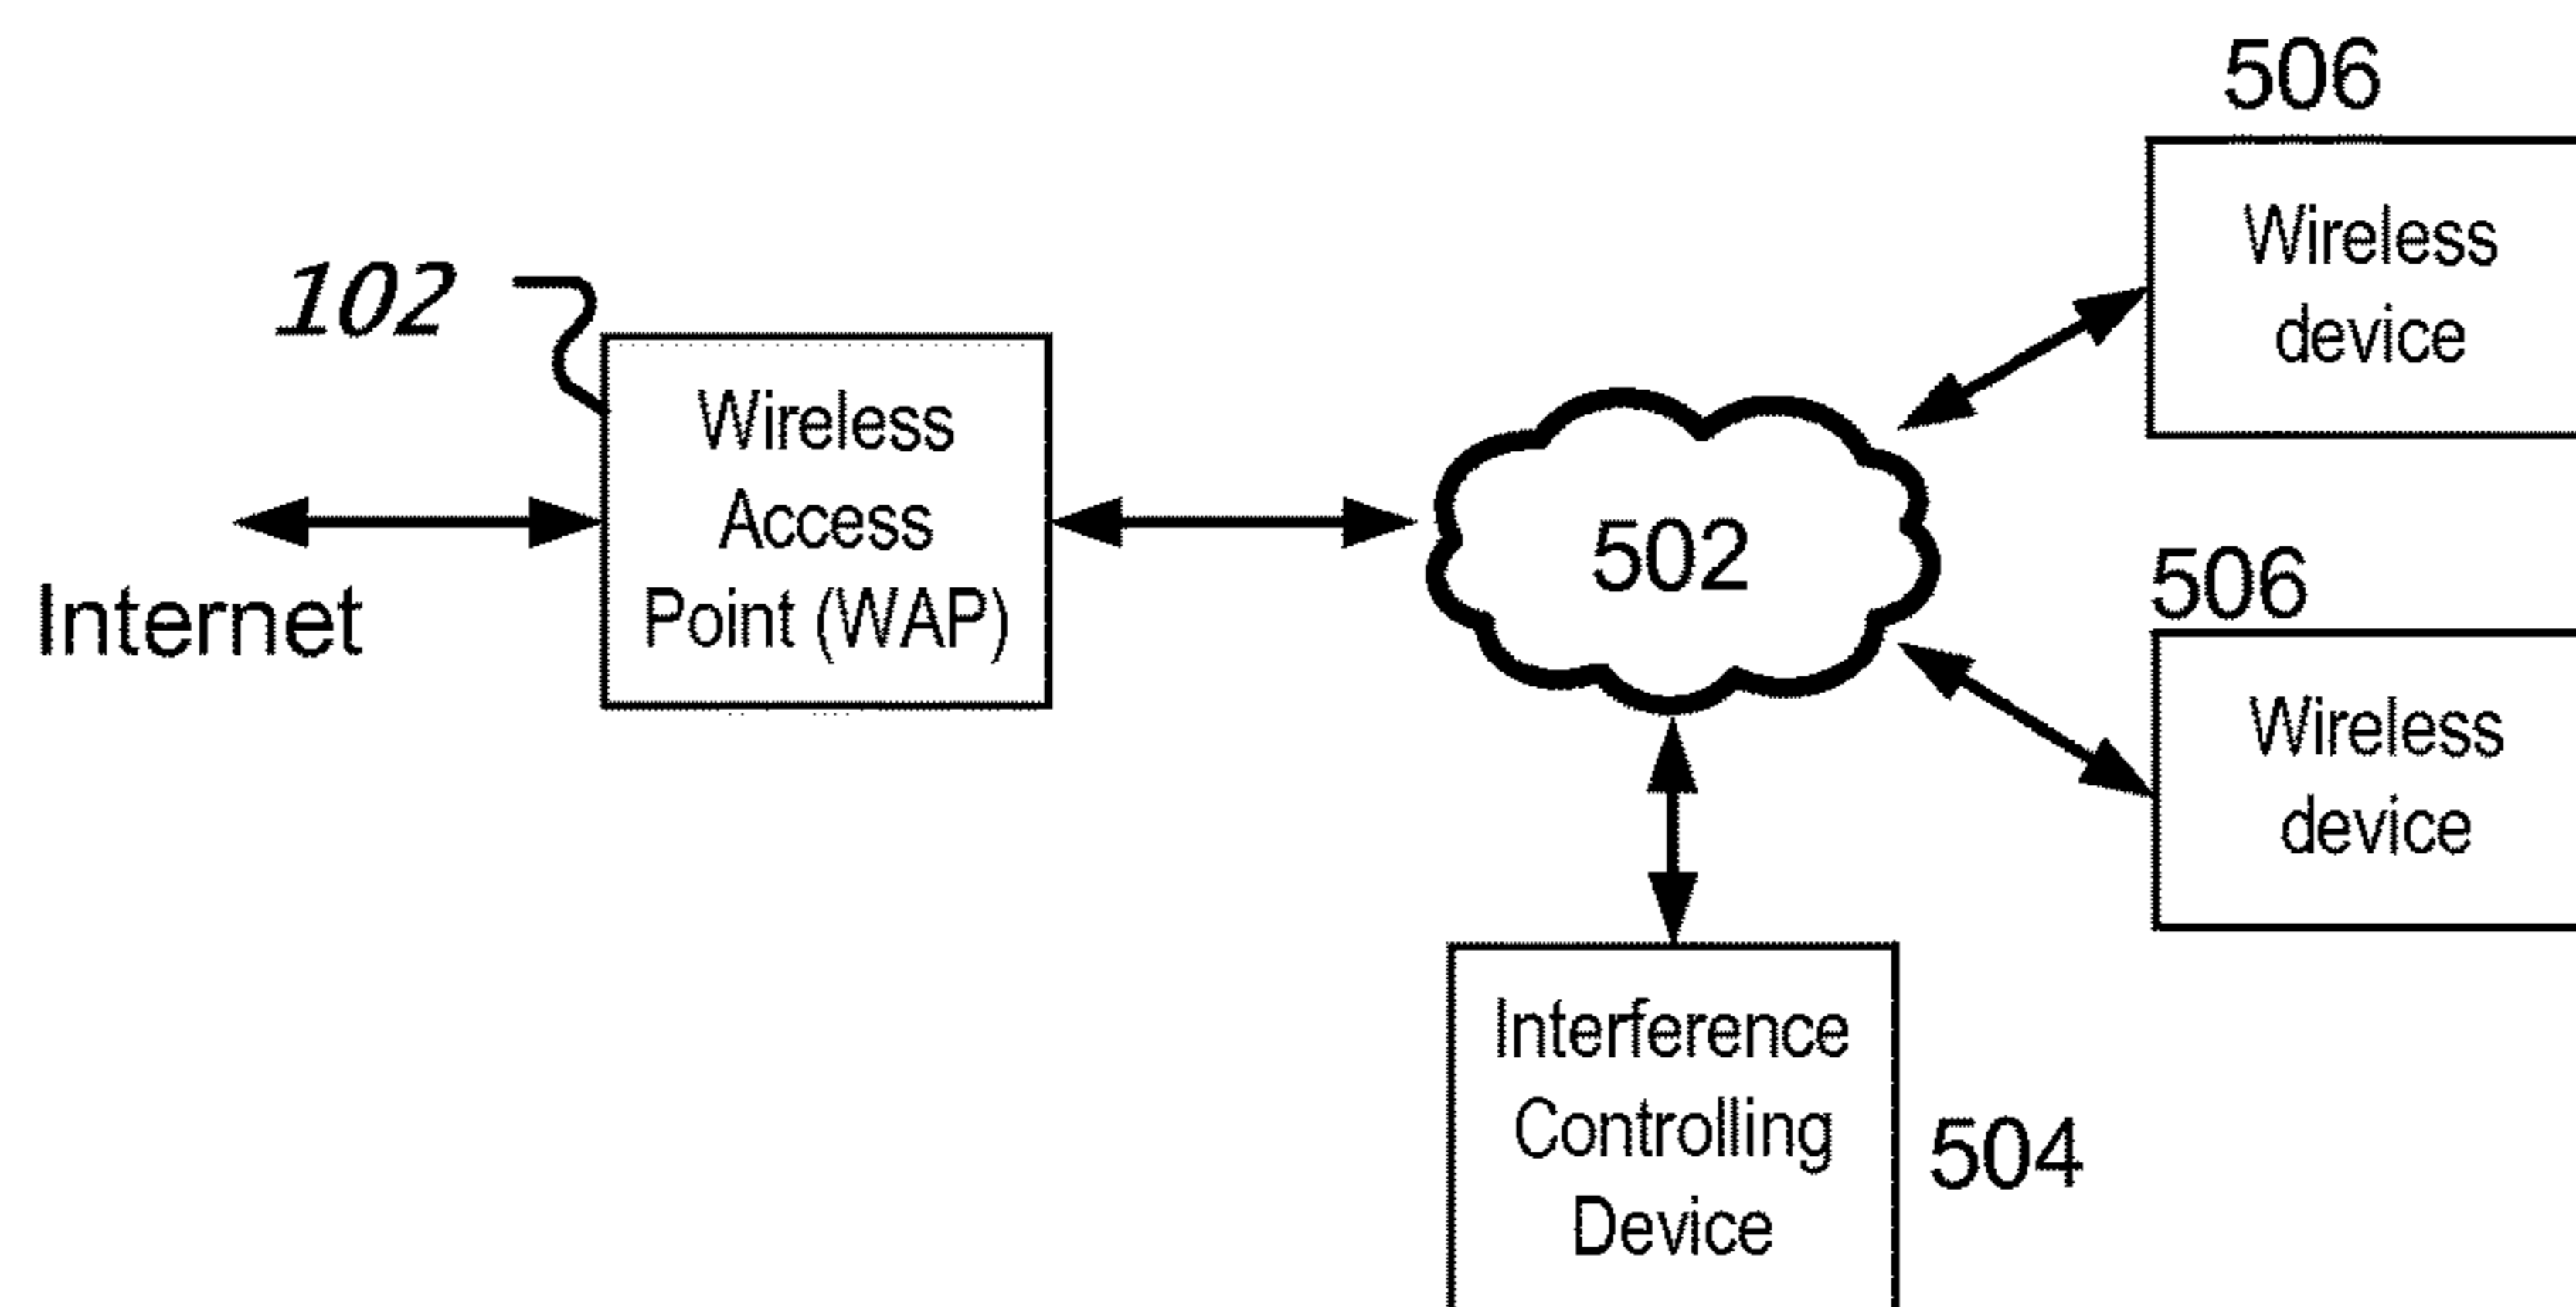 506
Wireless
device
102
Wireless
Access
Point (WAP)
Internet
502
506
Wireless
device
Interference
Controlling
Device
504